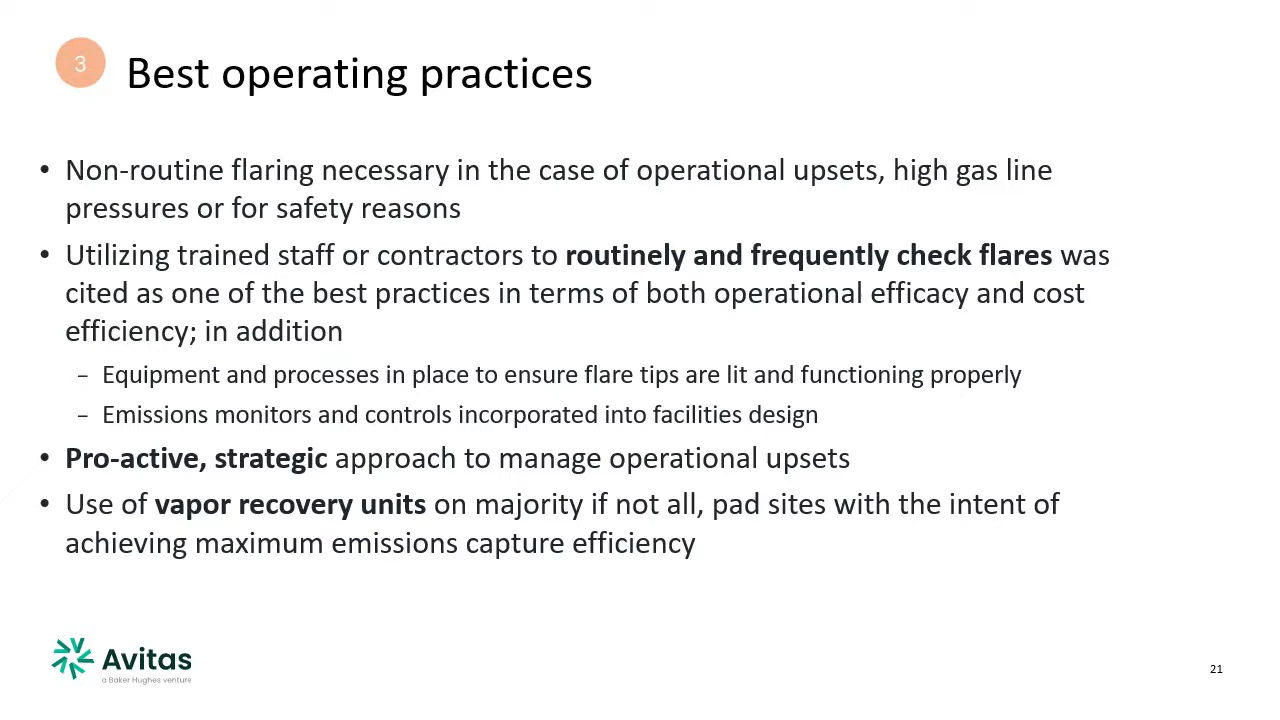 3
Best operating practices
• Non-routine flaring necessary in the case of operational upsets, high gas line
pressures or for safety reasons
• Utilizing trained staff or contractors to routinely and frequently check flares was
cited as one of the best practices in terms of both operational efficacy and cost
efficiency; in addition
– Equipment and processes in place to ensure flare tips are lit and functioning properly
– Emissions monitors and controls incorporated into facilities design
• Pro-active, strategic approach to manage operational upsets
• Use of vapor recovery units on majority if not all, pad sites with the intent of
achieving maximum emissions capture efficiency
Avitas
a Baker Hughes venture
21